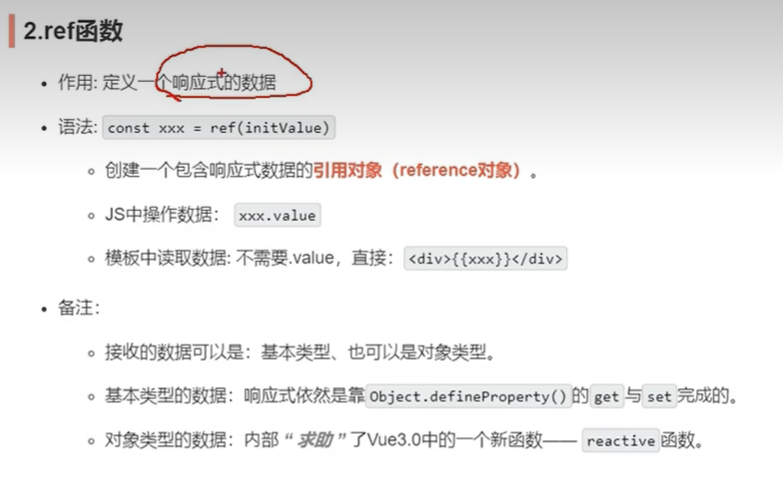 2.ref函数
作用: 定义一个响应式的数据
语法: const xxx = ref(initValue)
创建一个包含响应式数据的引用对象（reference对象）。
JS中操作数据： xxx.value
模板中读取数据: 不需要.value，直接： <div>{{xxx}}</div>
备注：
接收的数据可以是：基本类型、也可以是对象类型。
基本类型的数据：响应式依然是靠Object.defineProperty()的get与set完成的。
对象类型的数据：内部“求助”了Vue3.0中的一个新函数—— reactive函数。